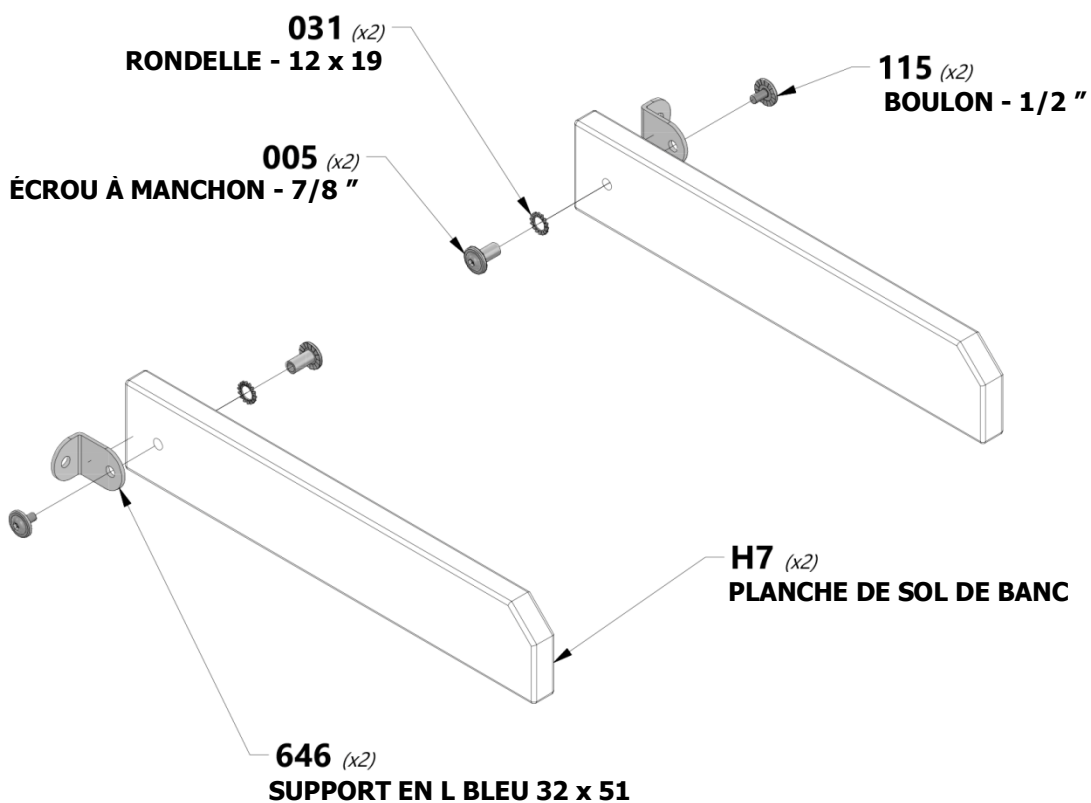 031 (x2)
RONDELLE - 12 x 19
115 (x2)
BOULON - 1/2 ”
005 (x2)
ÉCROU À MANCHON - 7/8 ”
H7 (x2)
PLANCHE DE SOL DE BANC
646 (x2)
SUPPORT EN L BLEU 32 x 51